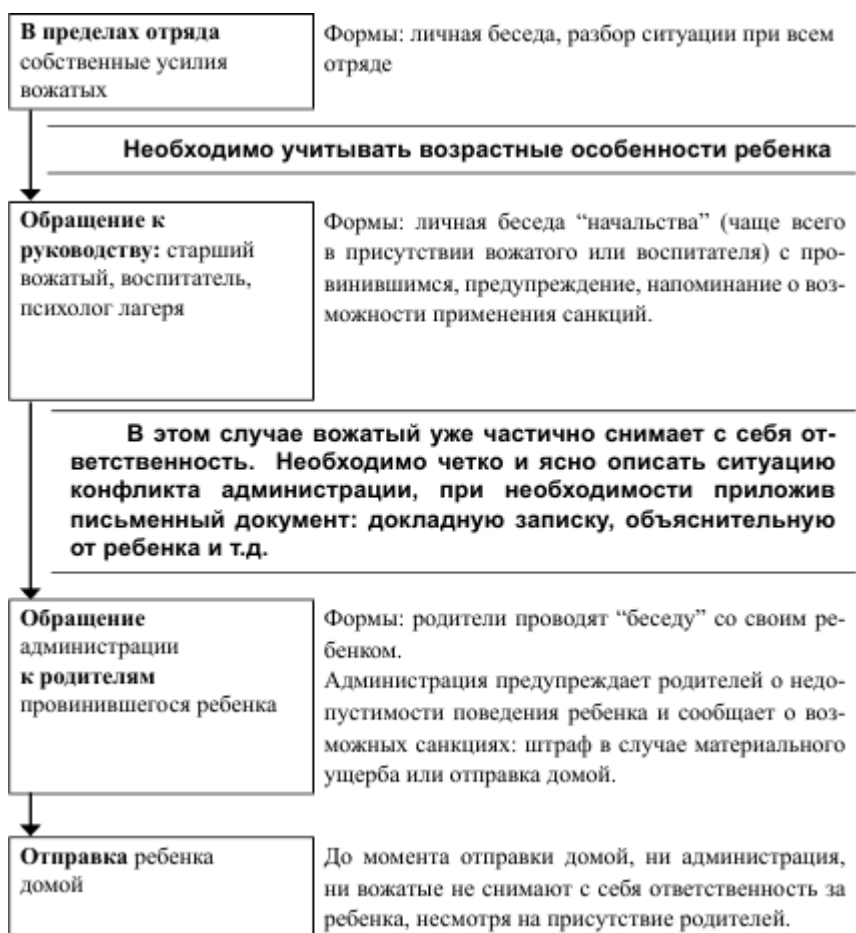 В пределах отряда
собственные усилия
вожатых
Формы: личная беседа, разбор ситуации при всем
отряде
Необходимо учитывать возрастные особенности ребенка
Обращение к
руководству: старший
вожатый, воспитатель,
психолог лагеря
Формы: личная беседа “начальства” (чаще всего
в присутствии вожатого или воспитателя) с про-
винившимся, предупреждение, напоминание о воз-
можности применения санкций.
В этом случае вожатый уже частично снимает с себя от-
ветственность. Необходимо четко и ясно описать ситуацию
конфликта администрации, при необходимости приложив
письменный документ: докладную записку, объяснительную
от ребенка и т.д.
Обращение
администрации
к родителям
провинившегося ребенка
Формы: родители проводят “беседу” со своим ре-
бенком.
Администрация предупреждает родителей о недо-
пустимости поведения ребенка и сообщает о воз-
можных санкциях: штраф в случае материального
ущерба или отправка домой.
Отправка ребенка
домой
До момента отправки домой, ни администрация,
ни вожатые не снимают с себя ответственность за
ребенка, несмотря на присутствие родителей.